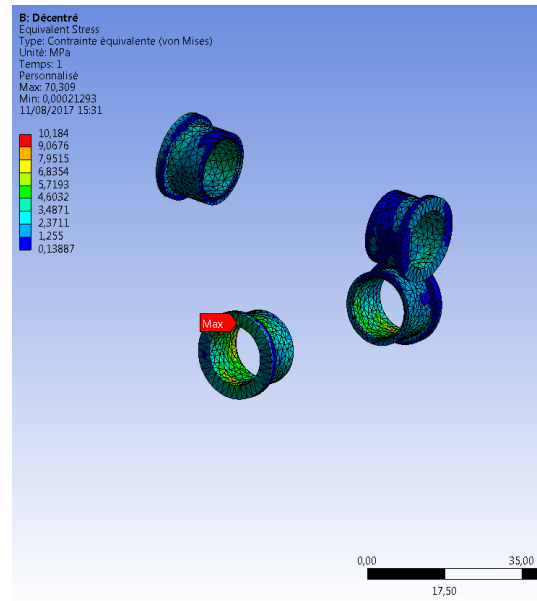 B: Décentré
Equivalent Stress
Type: Contrainte équivalente (von Mises)
Unité: MPa
Temps: 1
Personnalisé
Max: 70,309
Min: 0,00021293
11/08/2017 15:31
10,184
9,0676
7,9515
6,8354
5,7193
4,6032
3,4871
2,3711
1,255
0,13887
Max
0,00
35,00
17,50